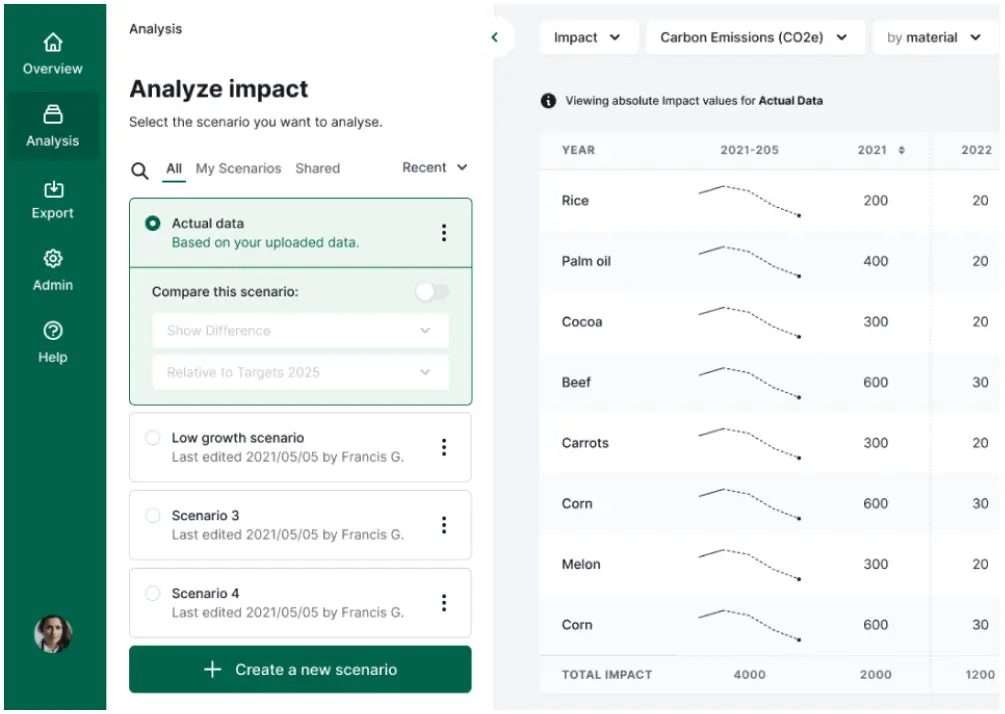 Overview
Analysis
Export
Admin
Help
Analysis
Analyze impact
Select the scenario you want to analyse.
All My Scenarios Shared Recent
Actual data
Based on your uploaded data.
Compare this scenario:
Show Difference
Relative to Targets 2025
Low growth scenario
Last edited 2021/05/05 by Francis G.
Scenario 3
Last edited 2021/05/05 by Francis G.
Scenario 4
Last edited 2021/05/05 by Francis G.
Create a new scenario
Impact Carbon Emissions (CO2e) by material
Viewing absolute Impact values for Actual Data
YEAR 2021-205 2021 2022
Rice 200 20
Palm oil 400 20
Cocoa 300 20
Beef 600 30
Carrots 300 20
Corn 600 30
Melon 300 20
Corn 600 30
TOTAL IMPACT 4000 2000 1200